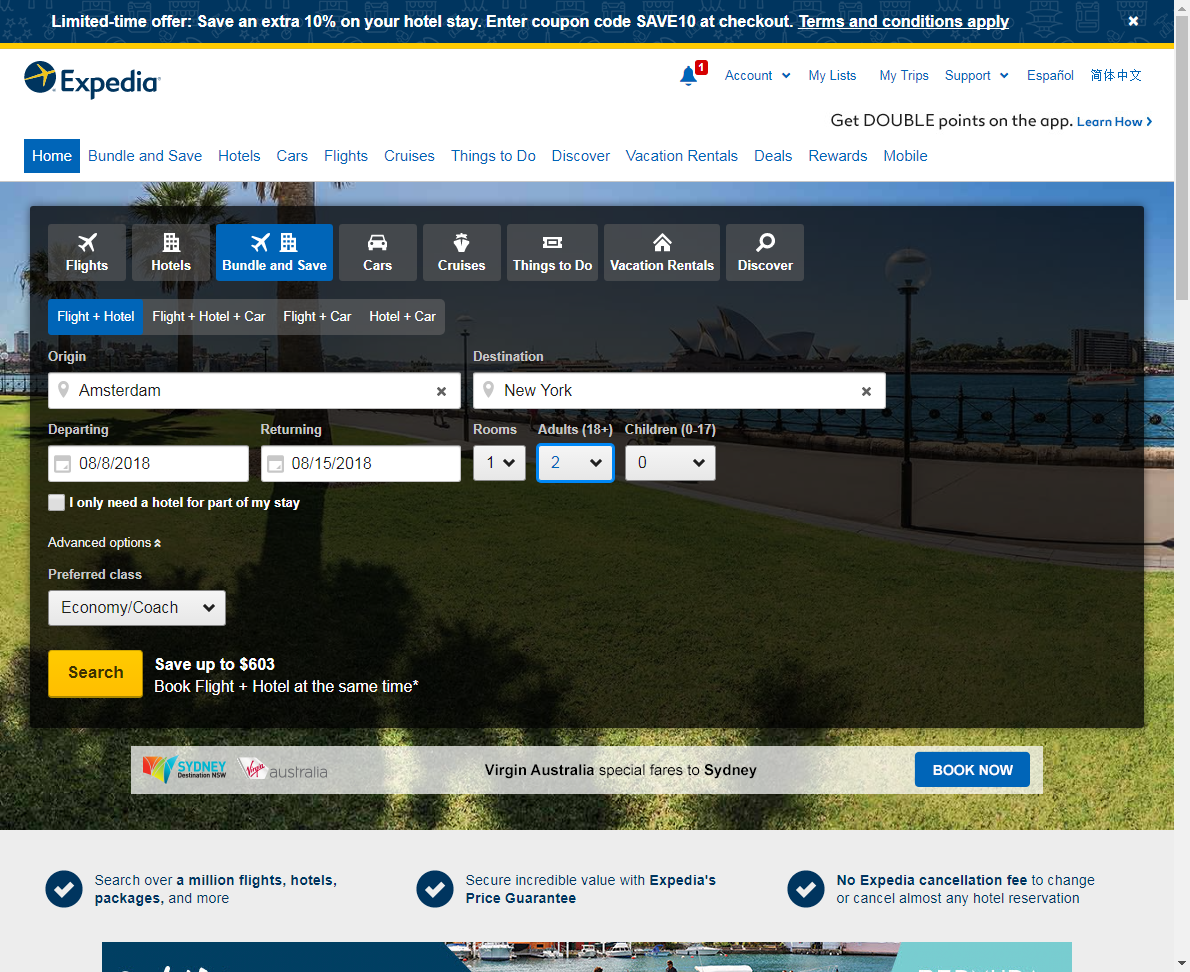 Limited-time offer: Save an extra 10% on your hotel stay. Enter coupon code SAVE10 at checkout. Terms and conditions apply
Expedia
1
Account
My Lists
My Trips
Support
Español
简体中文
Get DOUBLE points on the app. Learn How
Home Bundle and Save Hotels Cars Flights Cruises Things to Do Discover Vacation Rentals Deals Rewards Mobile
Flights Hotels Bundle and Save Cars Cruises Things to Do Vacation Rentals Discover
Flight + Hotel Flight + Hotel + Car Flight + Car Hotel + Car
Origin Destination
Amsterdam New York
Departing Returning Rooms Adults (18+) Children (0-17)
08/8/2018 08/15/2018 1 2 0
I only need a hotel for part of my stay
Advanced options
Preferred class
Economy/Coach
Search
Save up to $603
Book Flight + Hotel at the same time*
SYDNEY
Destination NSW
Virgin australia
Virgin Australia special fares to Sydney
BOOK NOW
Search over a million flights, hotels,
packages, and more
Secure incredible value with Expedia's
Price Guarantee
No Expedia cancellation fee to change
or cancel almost any hotel reservation